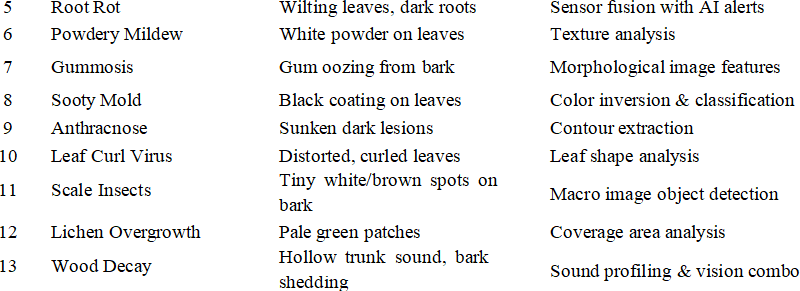 5 Root Rot Wilting leaves, dark roots Sensor fusion with AI alerts
6 Powdery Mildew White powder on leaves Texture analysis
7 Gummosis Gum oozing from bark Morphological image features
8 Sooty Mold Black coating on leaves Color inversion & classification
9 Anthracnose Sunken dark lesions Contour extraction
10 Leaf Curl Virus Distorted, curled leaves Leaf shape analysis
11 Scale Insects Tiny white/brown spots on
bark Macro image object detection
12 Lichen Overgrowth Pale green patches Coverage area analysis
13 Wood Decay Hollow trunk sound, bark
shedding Sound profiling & vision combo